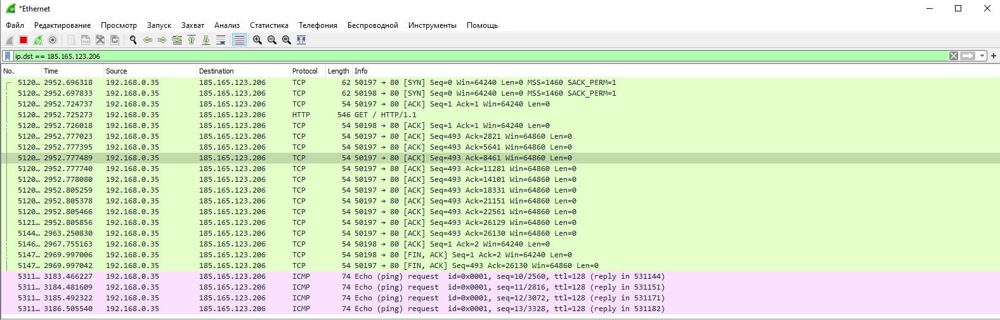 *Ethernet
Файл Редактирование Просмотр Запуск Захват Анализ Статистика Телефония Беспроводной Инструменты Помощь
ip.dst == 185.165.123.206
No. Time Source Destination Protocol Length Info
5120… 2952.696318 192.168.0.35 185.165.123.206 TCP 62 50197 → 80 [SYN] Seq=0 Win=64240 Len=0 MSS=1460 SACK_PERM=1
5120… 2952.697833 192.168.0.35 185.165.123.206 TCP 62 50198 → 80 [SYN] Seq=0 Win=64240 Len=0 MSS=1460 SACK_PERM=1
5120… 2952.724737 192.168.0.35 185.165.123.206 TCP 54 50197 → 80 [ACK] Seq=1 Ack=1 Win=64240 Len=0
5120… 2952.725273 192.168.0.35 185.165.123.206 HTTP 546 GET / HTTP/1.1
5120… 2952.726018 192.168.0.35 185.165.123.206 TCP 54 50198 → 80 [ACK] Seq=1 Ack=1 Win=64240 Len=0
5120… 2952.777023 192.168.0.35 185.165.123.206 TCP 54 50197 → 80 [ACK] Seq=493 Ack=2821 Win=64860 Len=0
5120… 2952.777395 192.168.0.35 185.165.123.206 TCP 54 50197 → 80 [ACK] Seq=493 Ack=5641 Win=64860 Len=0
5120… 2952.777489 192.168.0.35 185.165.123.206 TCP 54 50197 → 80 [ACK] Seq=493 Ack=8461 Win=64860 Len=0
5120… 2952.777740 192.168.0.35 185.165.123.206 TCP 54 50197 → 80 [ACK] Seq=493 Ack=11281 Win=64860 Len=0
5120… 2952.778080 192.168.0.35 185.165.123.206 TCP 54 50197 → 80 [ACK] Seq=493 Ack=14101 Win=64860 Len=0
5120… 2952.805259 192.168.0.35 185.165.123.206 TCP 54 50197 → 80 [ACK] Seq=493 Ack=18331 Win=64860 Len=0
5120… 2952.805378 192.168.0.35 185.165.123.206 TCP 54 50197 → 80 [ACK] Seq=493 Ack=21151 Win=64860 Len=0
5120… 2952.805466 192.168.0.35 185.165.123.206 TCP 54 50197 → 80 [ACK] Seq=493 Ack=22561 Win=64860 Len=0
5121… 2952.805856 192.168.0.35 185.165.123.206 TCP 54 50197 → 80 [ACK] Seq=493 Ack=26129 Win=64860 Len=0
5144… 2963.250830 192.168.0.35 185.165.123.206 TCP 54 50197 → 80 [ACK] Seq=493 Ack=26130 Win=64860 Len=0
5146… 2967.755163 192.168.0.35 185.165.123.206 TCP 54 50198 → 80 [ACK] Seq=1 Ack=2 Win=64240 Len=0
5147… 2969.997006 192.168.0.35 185.165.123.206 TCP 54 50198 → 80 [FIN, ACK] Seq=1 Ack=2 Win=64240 Len=0
5147… 2969.997042 192.168.0.35 185.165.123.206 TCP 54 50197 → 80 [FIN, ACK] Seq=493 Ack=26130 Win=64860 Len=0
5311… 3183.466227 192.168.0.35 185.165.123.206 ICMP 74 Echo (ping) request id=0x0001, seq=10/2560, ttl=128 (reply in 531144)
5311… 3184.481609 192.168.0.35 185.165.123.206 ICMP 74 Echo (ping) request id=0x0001, seq=11/2816, ttl=128 (reply in 531151)
5311… 3185.492322 192.168.0.35 185.165.123.206 ICMP 74 Echo (ping) request id=0x0001, seq=12/3072, ttl=128 (reply in 531171)
5311… 3186.505540 192.168.0.35 185.165.123.206 ICMP 74 Echo (ping) request id=0x0001, seq=13/3328, ttl=128 (reply in 531182)